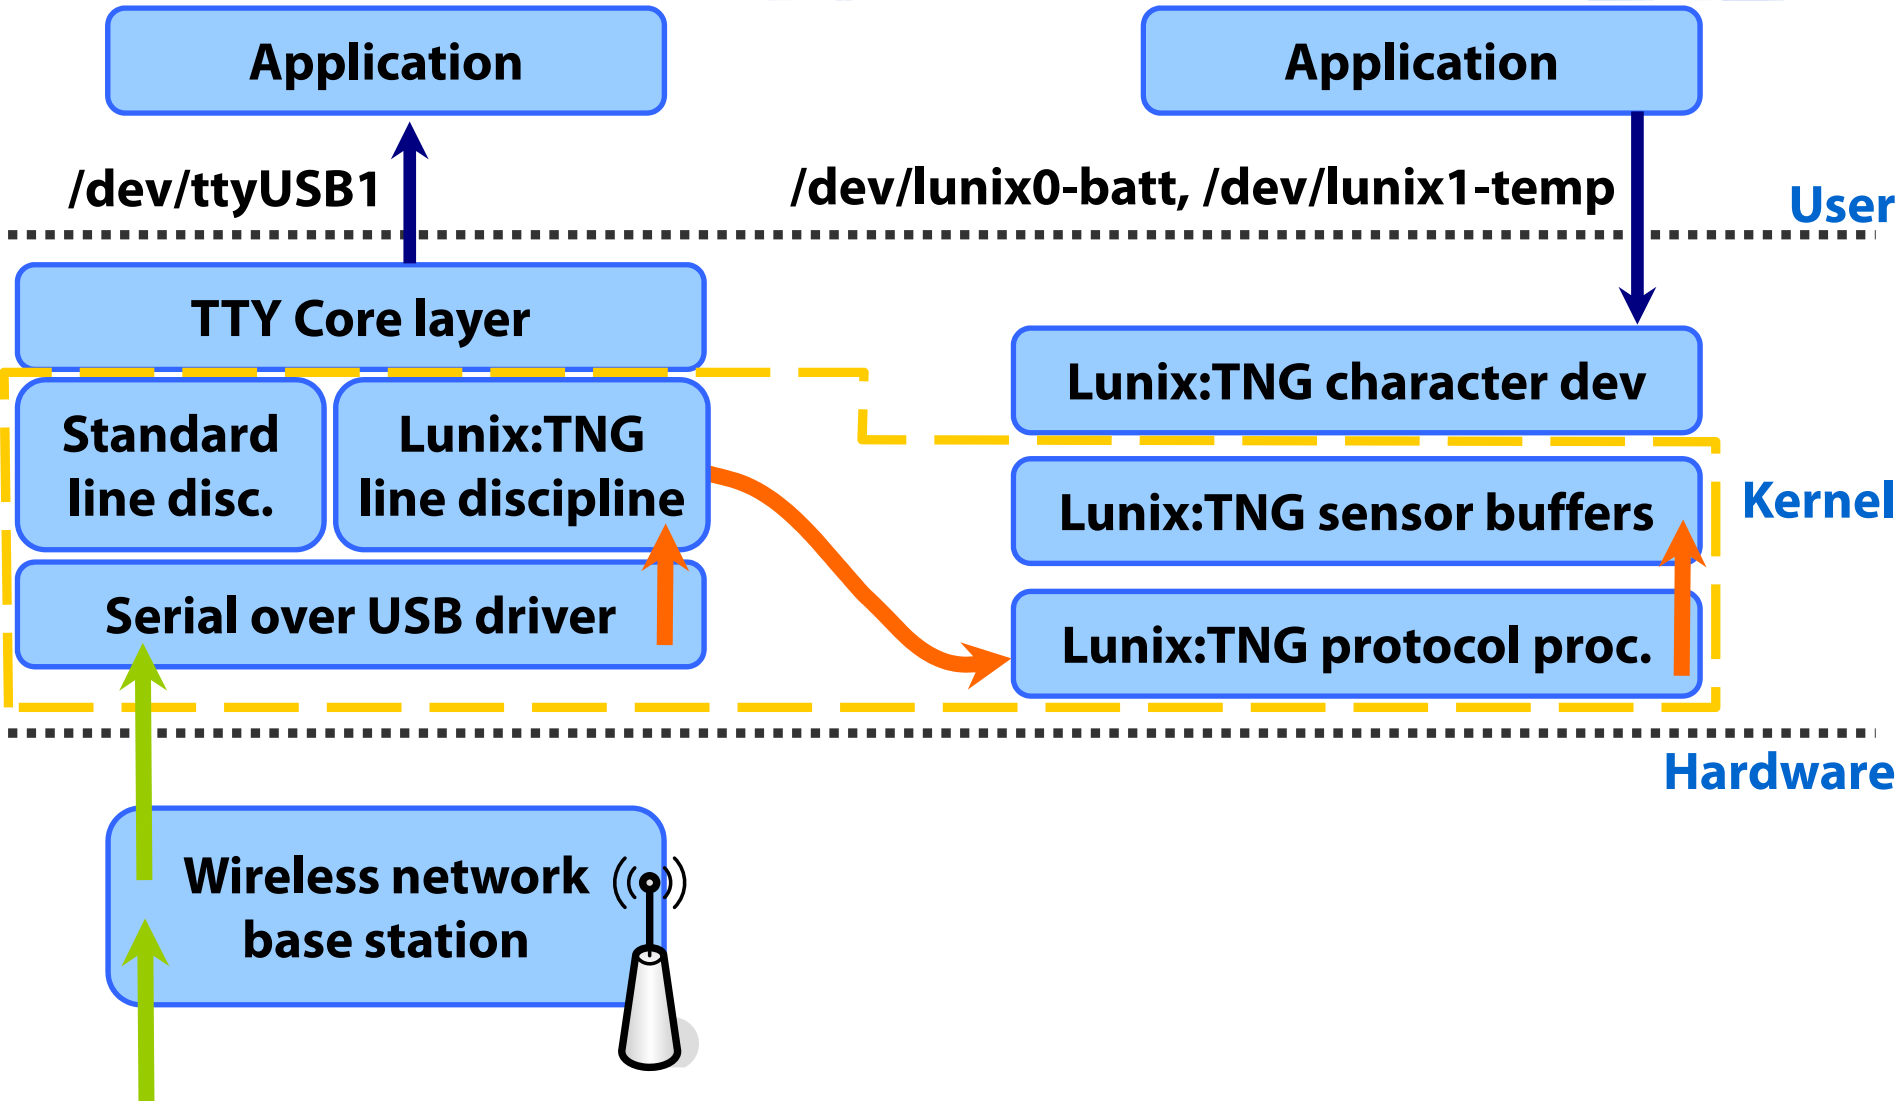 Application
Application
/dev/ttyUSB1
/dev/lunix0-batt, /dev/lunix1-temp
User
TTY Core layer
Lunix:TNG character dev
Standard
line disc.
Lunix:TNG
line discipline
Lunix:TNG sensor buffers
Kernel
Serial over USB driver
Lunix:TNG protocol proc.
Hardware
Wireless network
base station